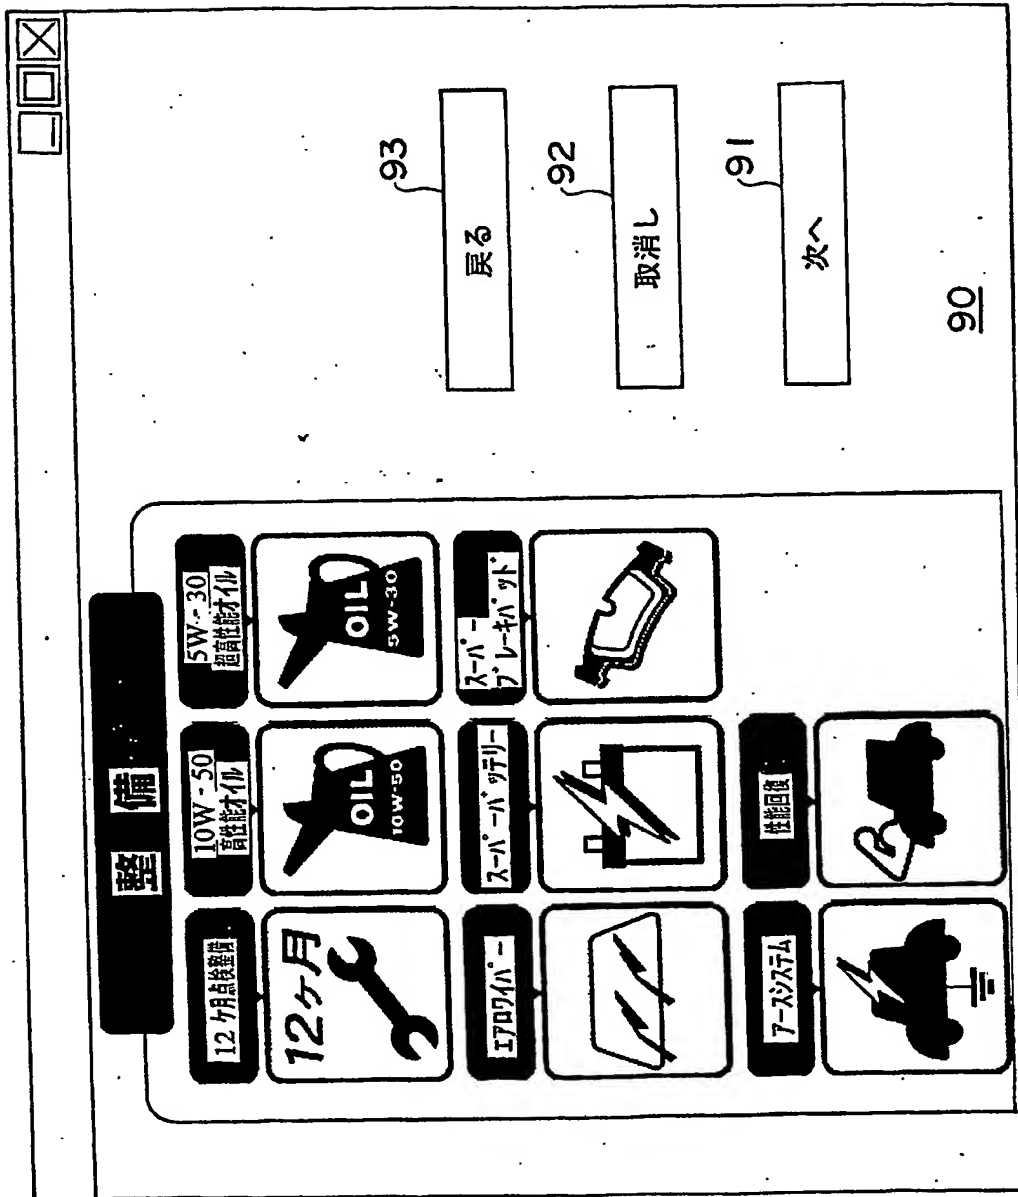 整 備
12 ケ月点検整備
12ヶ月
10W - 50
高性能オイル
OIL
10W-50
5W - 30
超高性能オイル
OIL
5W-30
エアロワイパー
スーパーバッテリー
スーパー
ブレーキパッド
アースシステム
性能回復
戻る
93
取消し
92
次へ
91
90